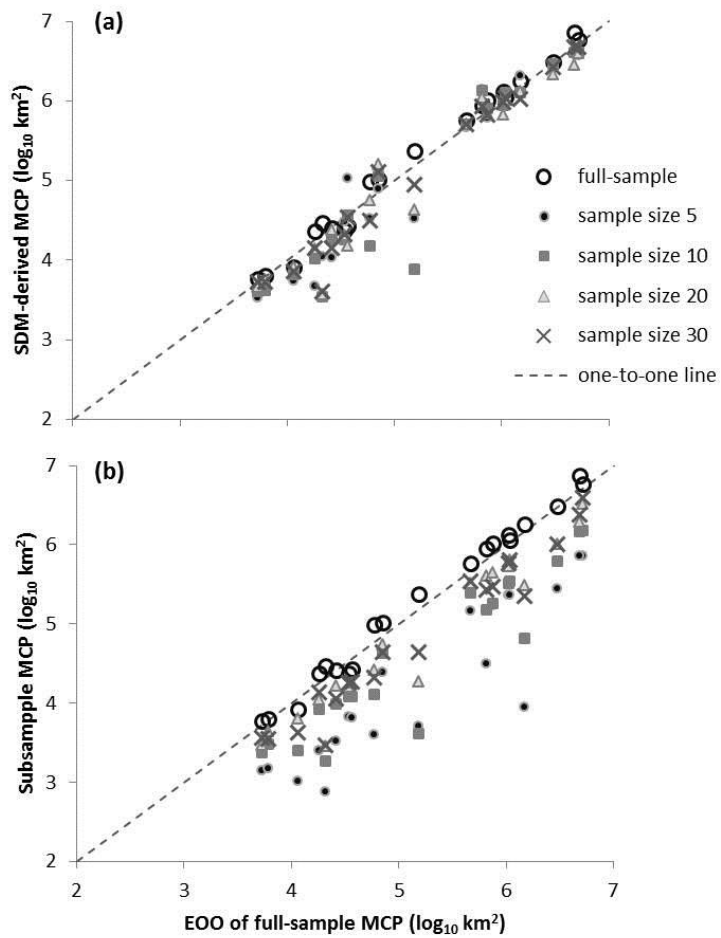 (a)
SDM-derived MCP (log10 km2)
7
6
5
4
3
2
full-sample
sample size 5
sample size 10
sample size 20
sample size 30
one-to-one line
(b)
Subsampple MCP (log10 km2)
7
6
5
4
3
2
2 3 4 5 6 7
EOO of full-sample MCP (log10 km2)